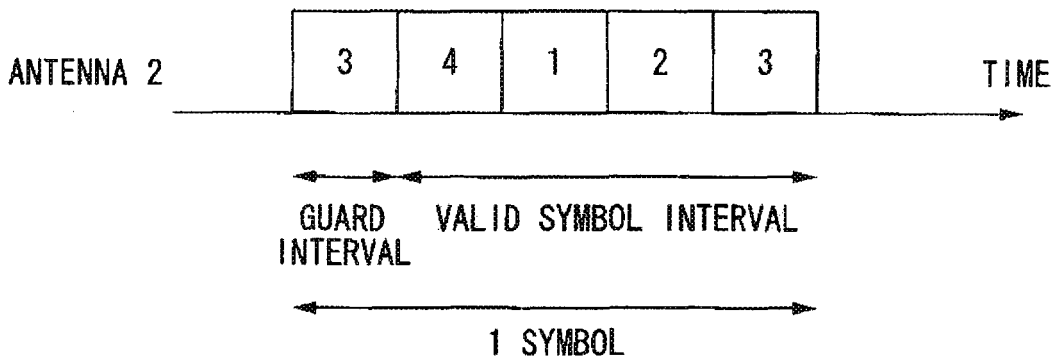 ANTENNA 2 3 4 1 2 3 TIME
GUARD INTERVAL VALID SYMBOL INTERVAL
1 SYMBOL